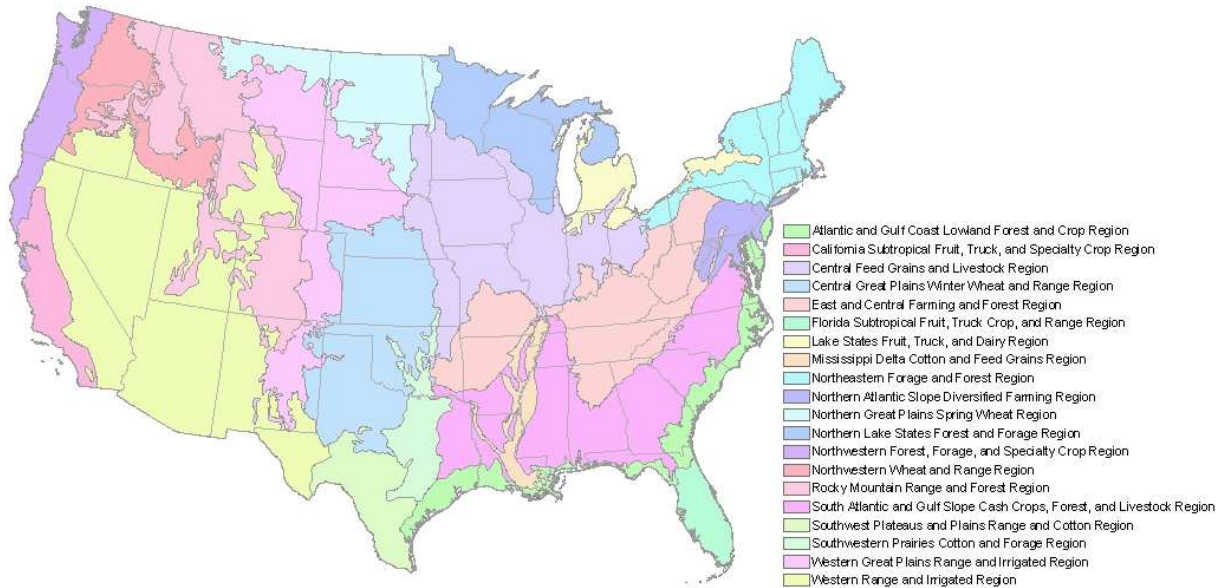 Atlantic and Gulf Coast Lowland Forest and Crop Region
California Subtropical Fruit, Truck, and Specialty Crop Region
Central Feed Grains and Livestock Region
Central Great Plains Winter Wheat and Range Region
East and Central Farming and Forest Region
Florida Subtropical Fruit, Truck Crop, and Range Region
Lake States Fruit, Truck, and Dairy Region
Mississippi Delta Cotton and Feed Grains Region
Northeastern Forage and Forest Region
Northern Atlantic Slope Diversified Farming Region
Northern Great Plains Spring Wheat Region
Northern Lake States Forest and Forage Region
Northwestern Forest, Forage, and Specialty Crop Region
Northwestern Wheat and Range Region
Rocky Mountain Range and Forest Region
South Atlantic and Gulf Slope Cash Crops, Forest, and Livestock Region
Southwest Plateaus and Plains Range and Cotton Region
Southwestern Prairies Cotton and Forage Region
Western Great Plains Range and Irrigated Region
Western Range and Irrigated Region